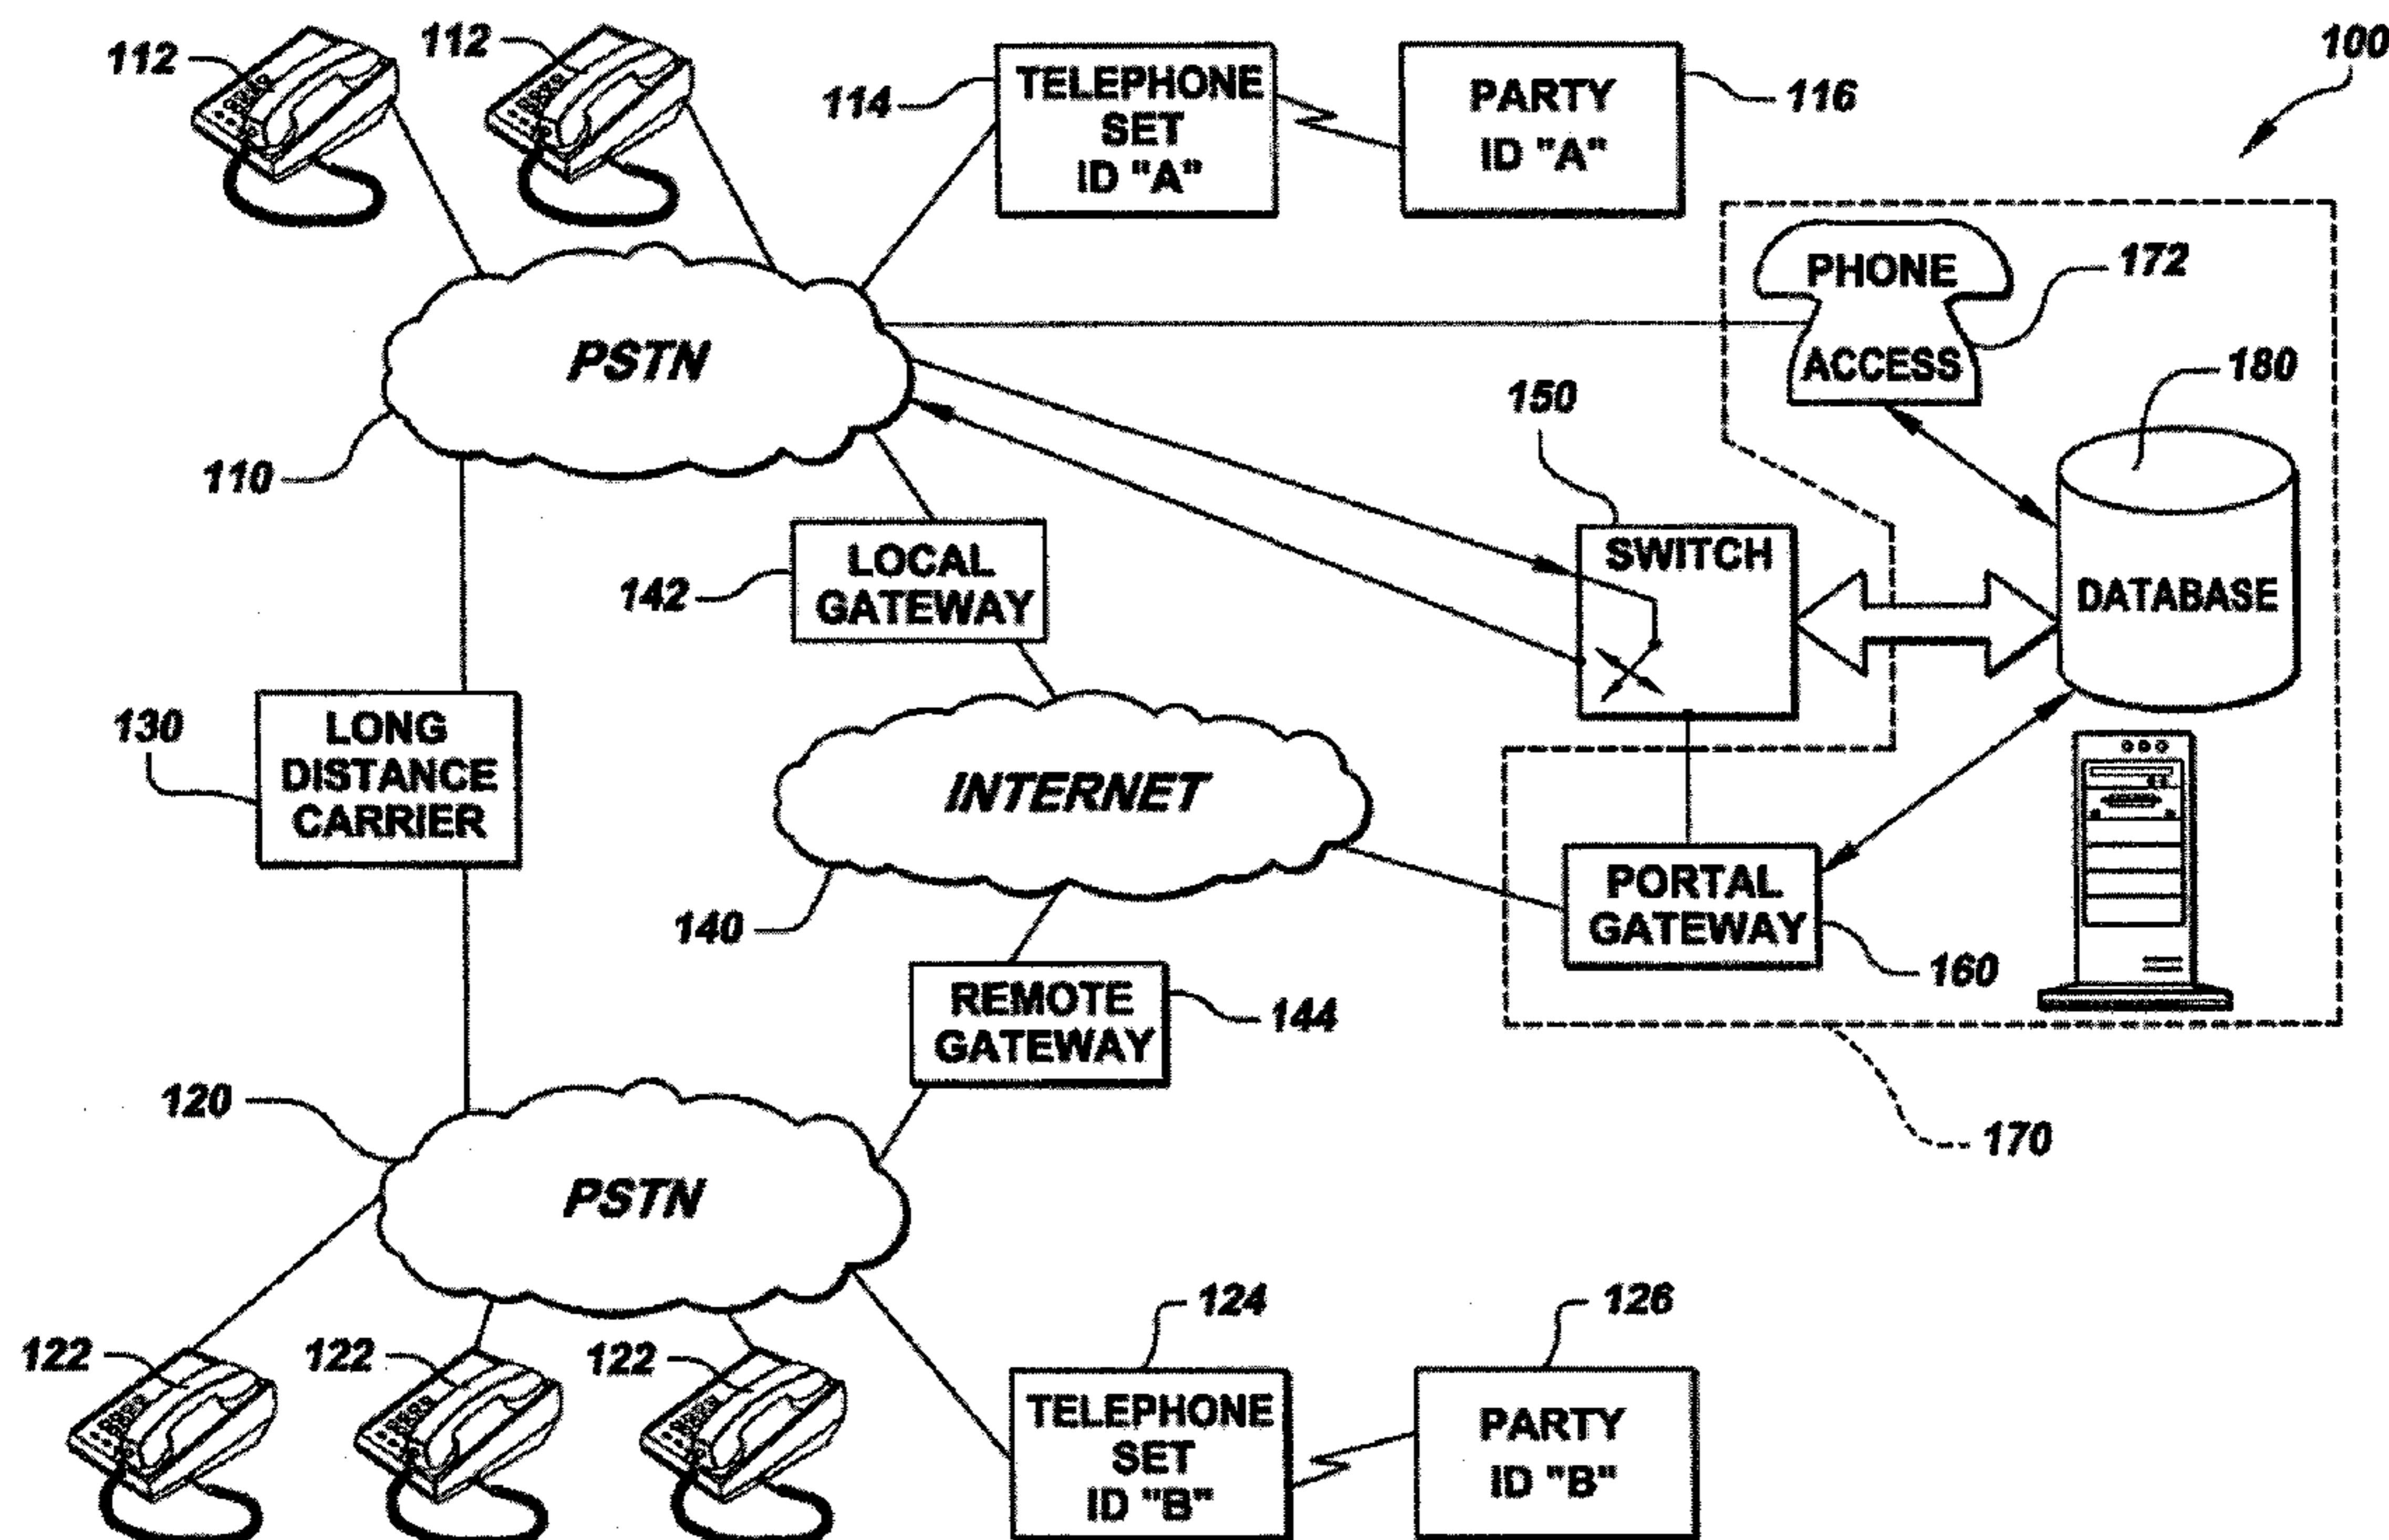 112
112
114
TELEPHONE
SET
ID "A"
PARTY
ID "A"
116
100
PHONE
ACCESS
172
PSTN
110
150
180
SWITCH
DATABASE
LOCAL
GATEWAY
142
130
LONG
DISTANCE
CARRIER
INTERNET
140
PORTAL
GATEWAY
160
REMOTE
GATEWAY
144
120
170
PSTN
122
122
122
124
TELEPHONE
SET
ID "B"
126
PARTY
ID "B"